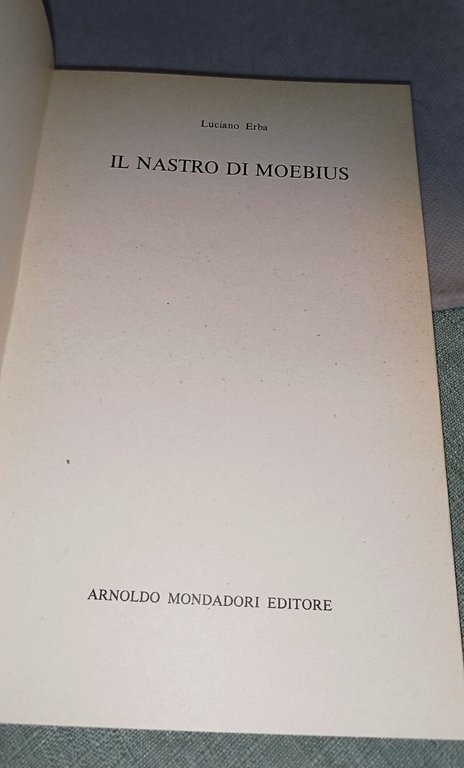 Luciano Erba
IL NASTRO DI MOEBIUS
ARNOLDO MONDADORI EDITORE